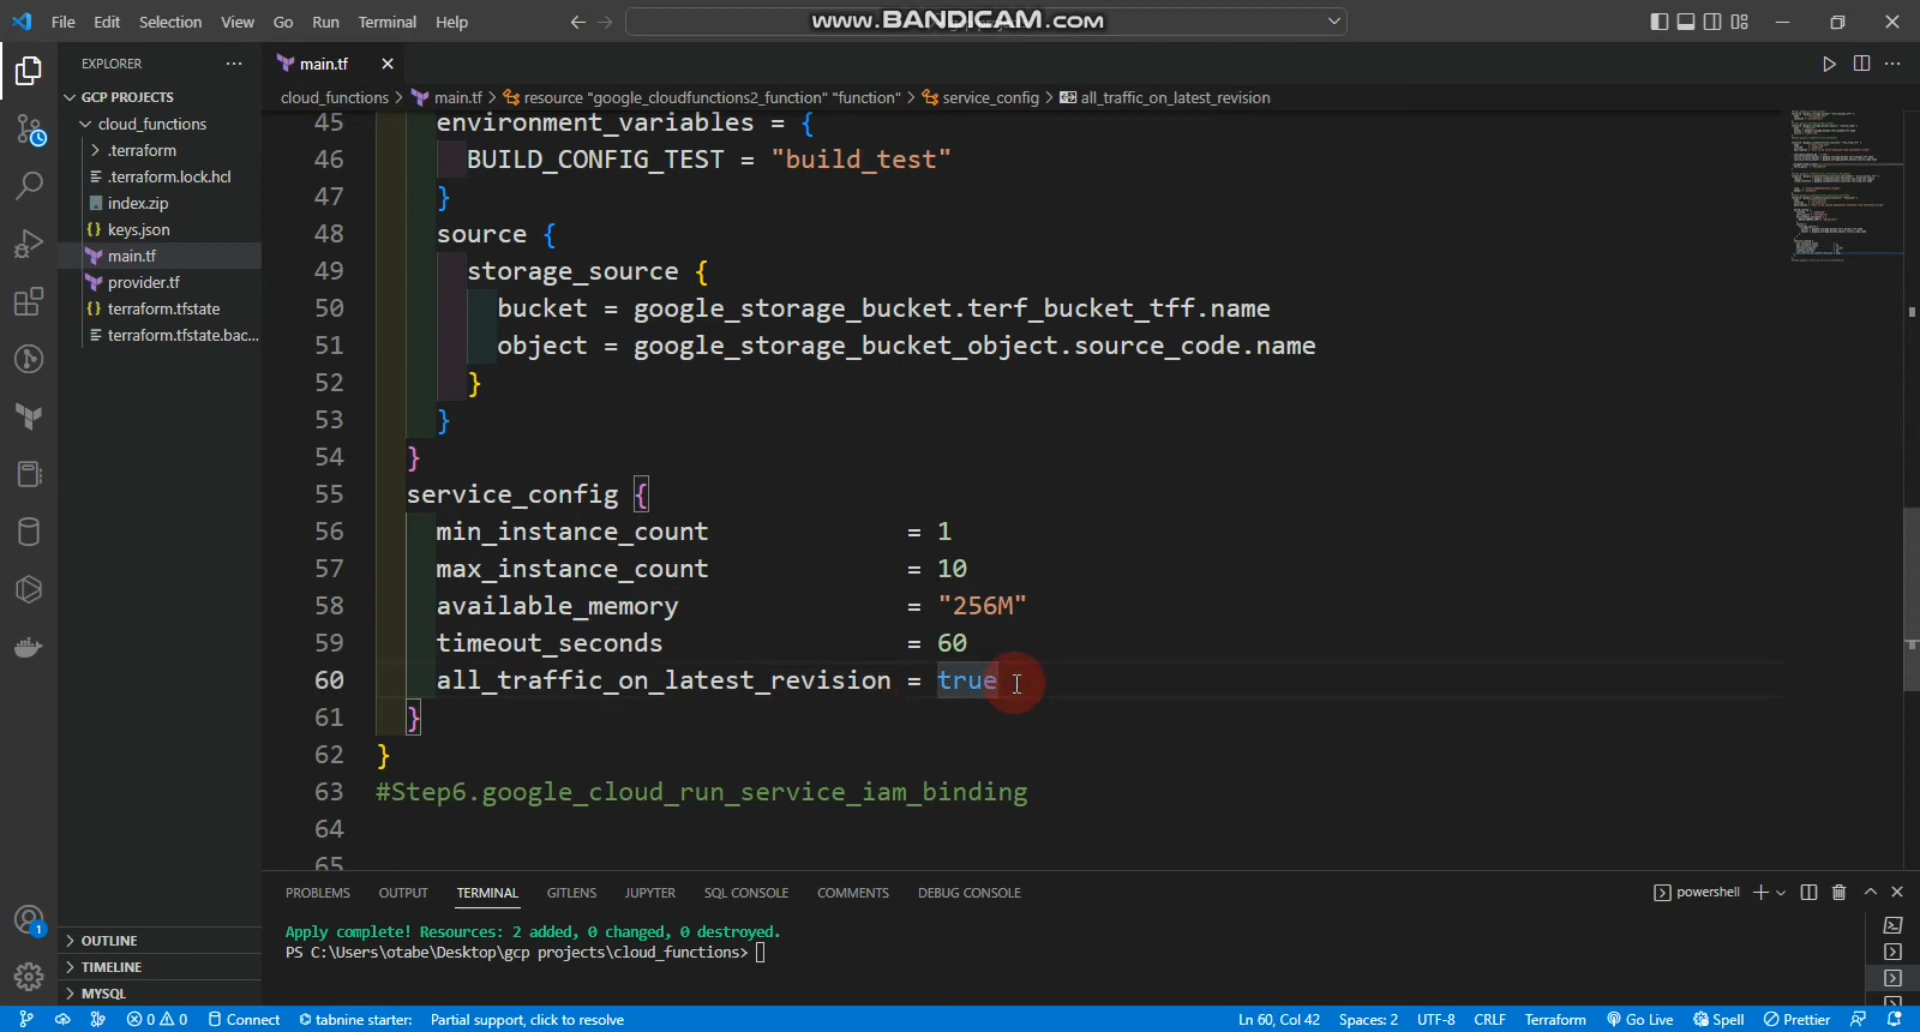 File Edit Selection View Go Run Terminal Help
www.BANDICAM.COM
EXPLORER
main.tf
GCP PROJECTS
cloud_functions > main.tf > resource "google_cloudfunctions2_function" "function" > service_config > all_traffic_on_latest_revision
cloud_functions
.terraform
.terraform.lock.hcl
index.zip
keys.json
main.tf
provider.tf
terraform.tfstate
terraform.tfstate.bac...
45 environment_variables = {
46 BUILD_CONFIG_TEST = "build_test"
47 }
48 source {
49 storage_source {
50 bucket = google_storage_bucket.terf_bucket_tff.name
51 object = google_storage_bucket_object.source_code.name
52 }
53 }
54 }
55 service_config {
56 min_instance_count = 1
57 max_instance_count = 10
58 available_memory = "256M"
59 timeout_seconds = 60
60 all_traffic_on_latest_revision = true
61 }
62 }
63 #Step6.google_cloud_run_service_iam_binding
64
65
PROBLEMS OUTPUT TERMINAL GITLENS JUPYTER SQL CONSOLE COMMENTS DEBUG CONSOLE
powershell
Apply complete! Resources: 2 added, 0 changed, 0 destroyed.
PS C:\Users\otabe\Desktop\gcp projects\cloud_functions>
1
OUTLINE
TIMELINE
MYSQL
0 0 Connect tabnine starter: Partial support, click to resolve Ln 60, Col 42 Spaces: 2 UTF-8 CRLF Terraform Go Live Spell Prettier